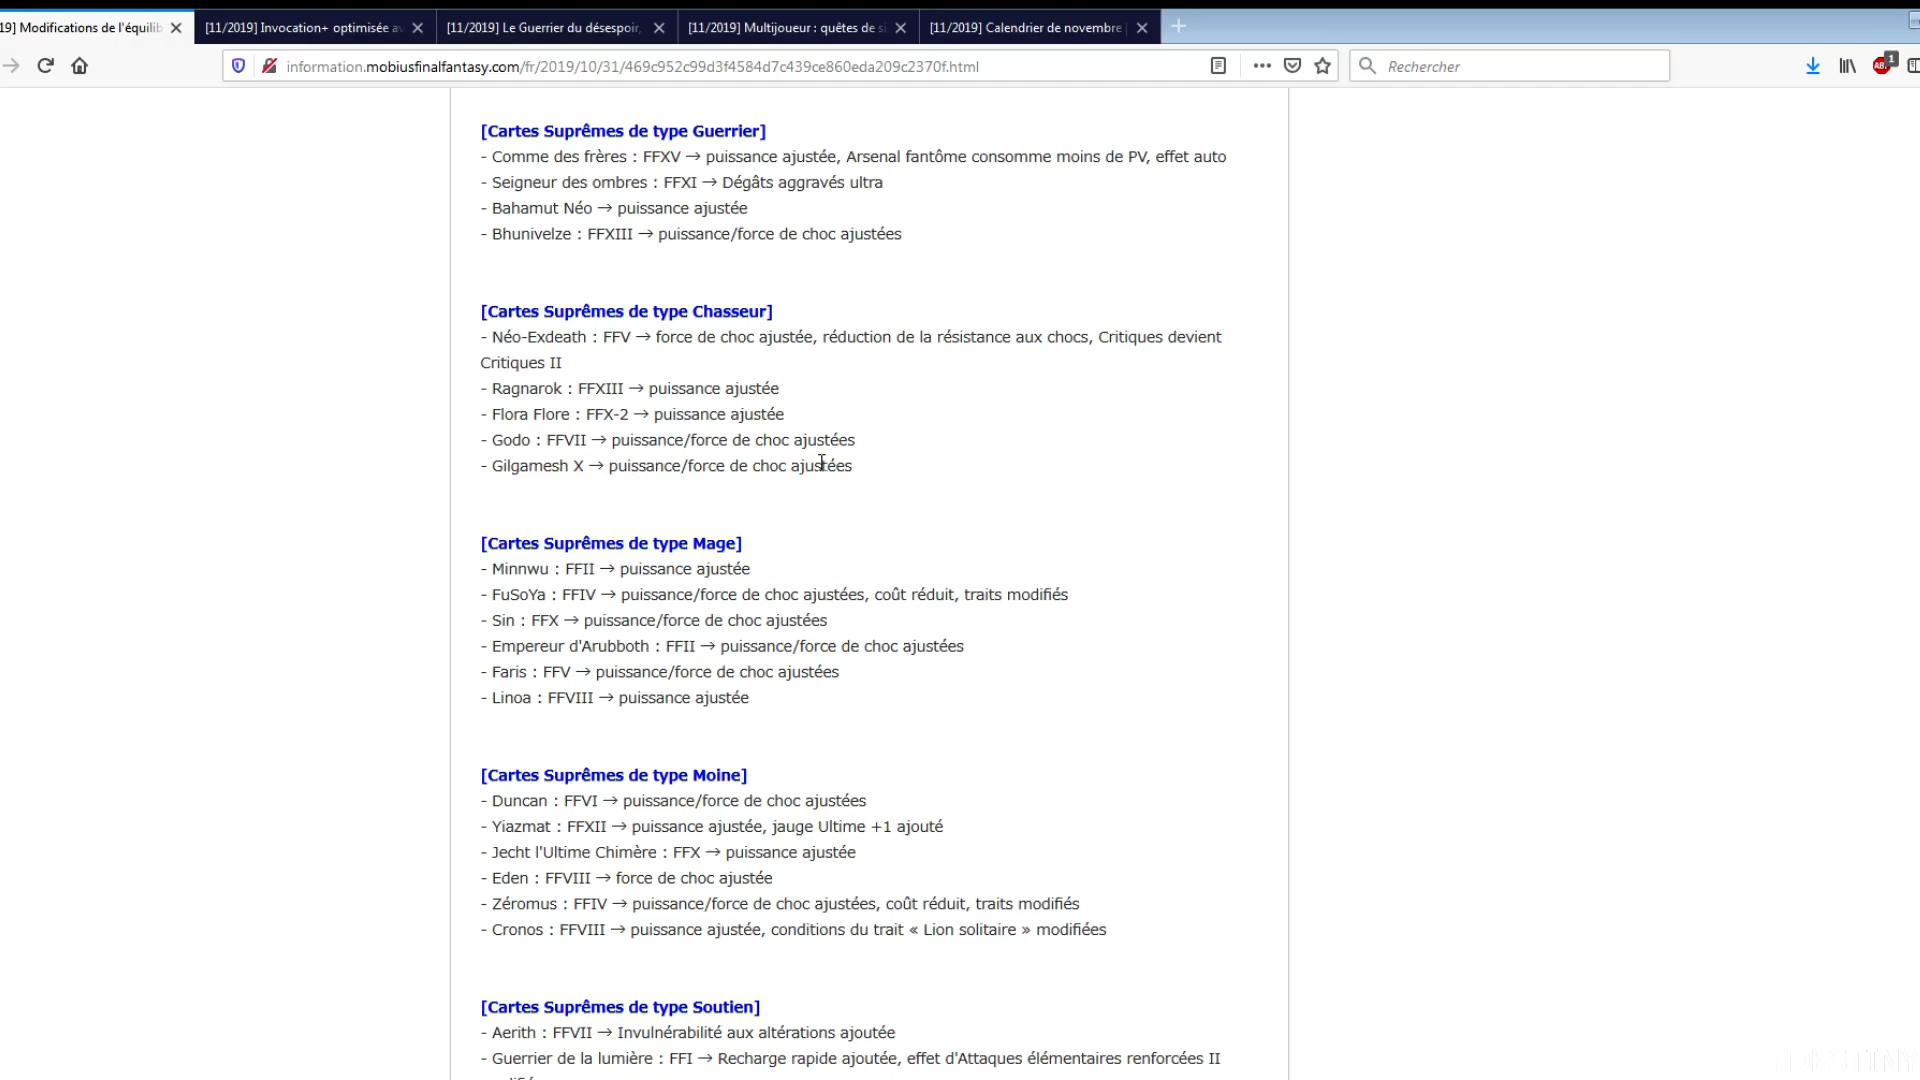 19] Modifications de l'équilib
[11/2019] Invocation+ optimisée av
[11/2019] Le Guerrier du désespoir,
[11/2019] Multijoueur : quêtes de si
[11/2019] Calendrier de novembre |
information.mobiusfinalfantasy.com/fr/2019/10/31/469c952c99d3f4584d7c439ce860eda209c2370f.html
Rechercher
ABP 1
[Cartes Suprêmes de type Guerrier]
- Comme des frères : FFXV → puissance ajustée, Arsenal fantôme consomme moins de PV, effet auto
- Seigneur des ombres : FFXI → Dégâts aggravés ultra
- Bahamut Néo → puissance ajustée
- Bhunivelze : FFXIII → puissance/force de choc ajustées
[Cartes Suprêmes de type Chasseur]
- Néo-Exdeath : FFV → force de choc ajustée, réduction de la résistance aux chocs, Critiques devient
Critiques II
- Ragnarok : FFXIII → puissance ajustée
- Flora Flore : FFX-2 → puissance ajustée
- Godo : FFVII → puissance/force de choc ajustées
- Gilgamesh X → puissance/force de choc ajustées
[Cartes Suprêmes de type Mage]
- Minnwu : FFII → puissance ajustée
- FuSoYa : FFIV → puissance/force de choc ajustées, coût réduit, traits modifiés
- Sin : FFX → puissance/force de choc ajustées
- Empereur d'Arubboth : FFII → puissance/force de choc ajustées
- Faris : FFV → puissance/force de choc ajustées
- Linoa : FFVIII → puissance ajustée
[Cartes Suprêmes de type Moine]
- Duncan : FFVI → puissance/force de choc ajustées
- Yiazmat : FFXII → puissance ajustée, jauge Ultime +1 ajouté
- Jecht l'Ultime Chimère : FFX → puissance ajustée
- Eden : FFVIII → force de choc ajustée
- Zéromus : FFIV → puissance/force de choc ajustées, coût réduit, traits modifiés
- Cronos : FFVIII → puissance ajustée, conditions du trait « Lion solitaire » modifiées
[Cartes Suprêmes de type Soutien]
- Aerith : FFVII → Invulnérabilité aux altérations ajoutée
- Guerrier de la lumière : FFI → Recharge rapide ajoutée, effet d'Attaques élémentaires renforcées II